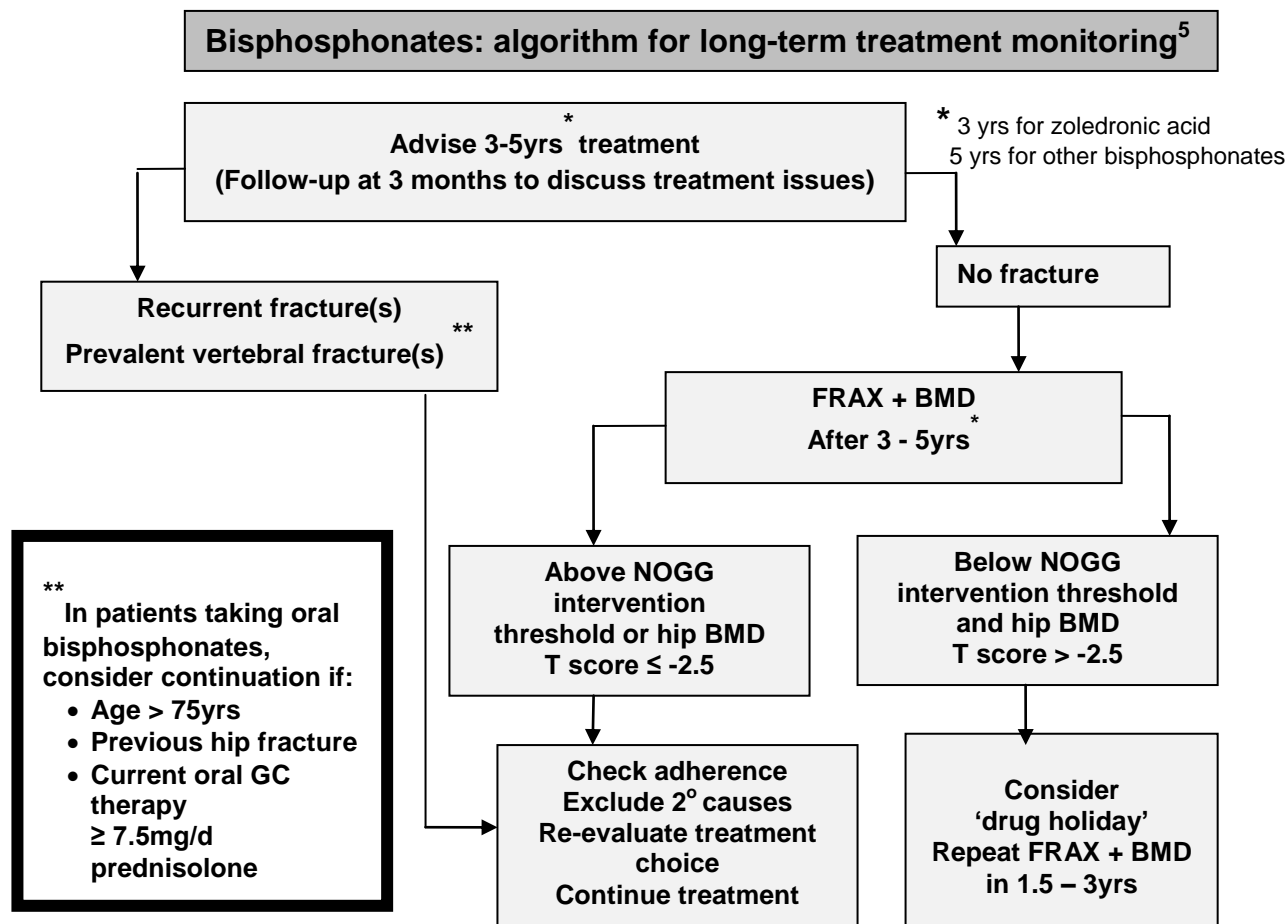 Bisphosphonates: algorithm for long-term treatment monitoring5
Advise 3-5yrs* treatment
(Follow-up at 3 months to discuss treatment issues)
* 3 yrs for zoledronic acid
5 yrs for other bisphosphonates
Recurrent fracture(s)
Prevalent vertebral fracture(s) **
No fracture
FRAX + BMD
After 3 - 5yrs*
Above NOGG
intervention
threshold or hip BMD
T score ≤ -2.5
Below NOGG
intervention threshold
and hip BMD
T score > -2.5
**
In patients taking oral
bisphosphonates,
consider continuation if:
• Age > 75yrs
• Previous hip fracture
• Current oral GC
therapy
≥ 7.5mg/d
prednisolone
Check adherence
Exclude 2o causes
Re-evaluate treatment
choice
Continue treatment
Consider
‘drug holiday’
Repeat FRAX + BMD
in 1.5 – 3yrs